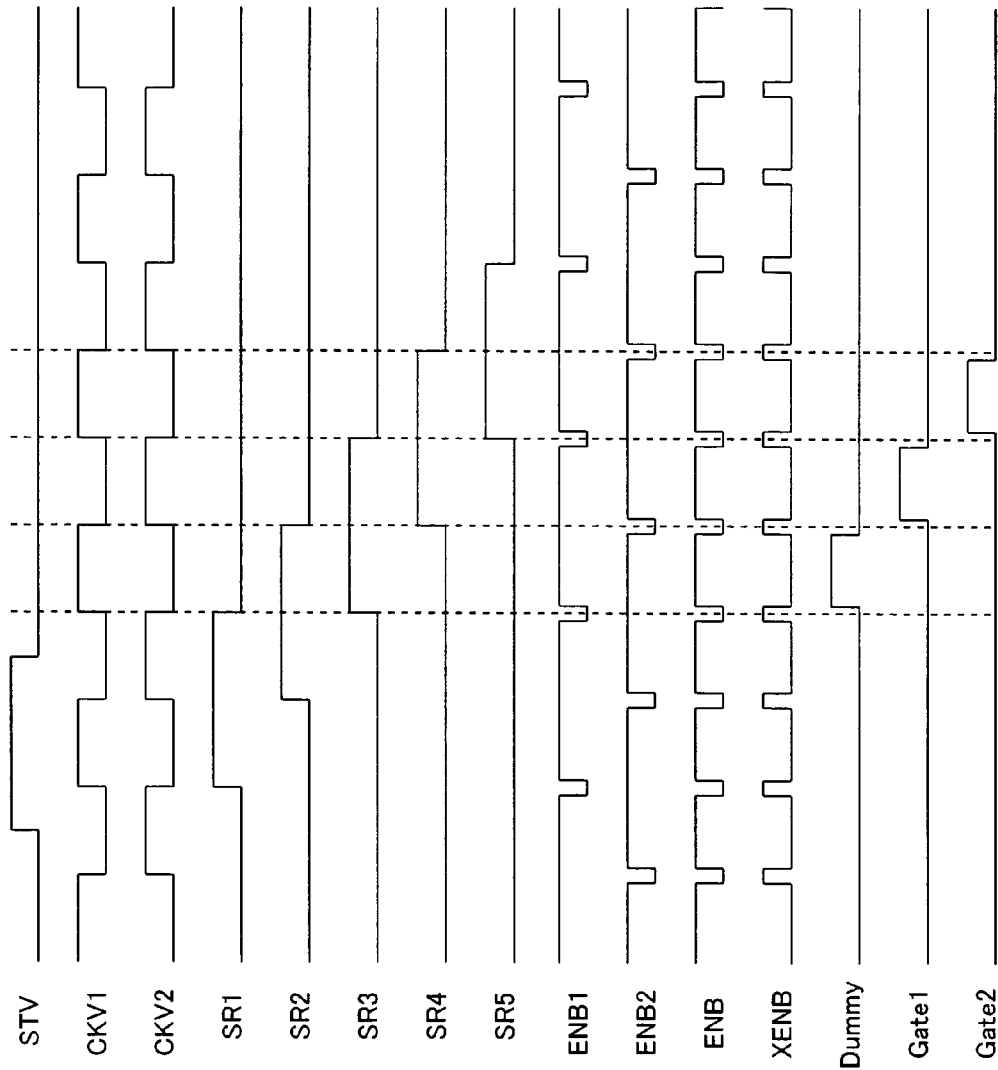 STV
CKV1
CKV2
SR1
SR2
SR3
SR4
SR5
ENB1
ENB2
ENB
XENB
Dummy
Gate1
Gate2